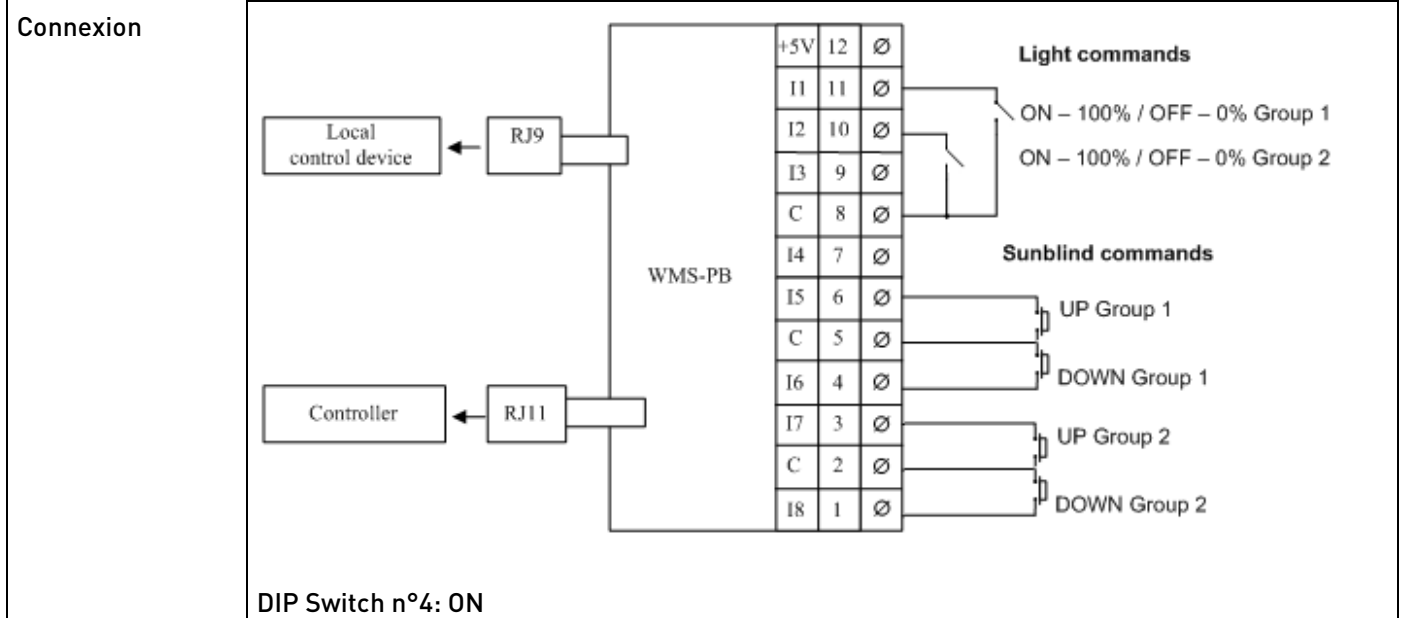 Connexion
+5V 12 Ø
Light commands
I1 11 Ø
ON – 100% / OFF – 0% Group 1
Local
control device
RJ9
I2 10 Ø
ON – 100% / OFF – 0% Group 2
I3 9 Ø
C 8 Ø
WMS-PB
I4 7 Ø
Sunblind commands
I5 6 Ø
UP Group 1
C 5 Ø
I6 4 Ø
DOWN Group 1
Controller
RJ11
I7 3 Ø
UP Group 2
C 2 Ø
I8 1 Ø
DOWN Group 2
DIP Switch n°4: ON